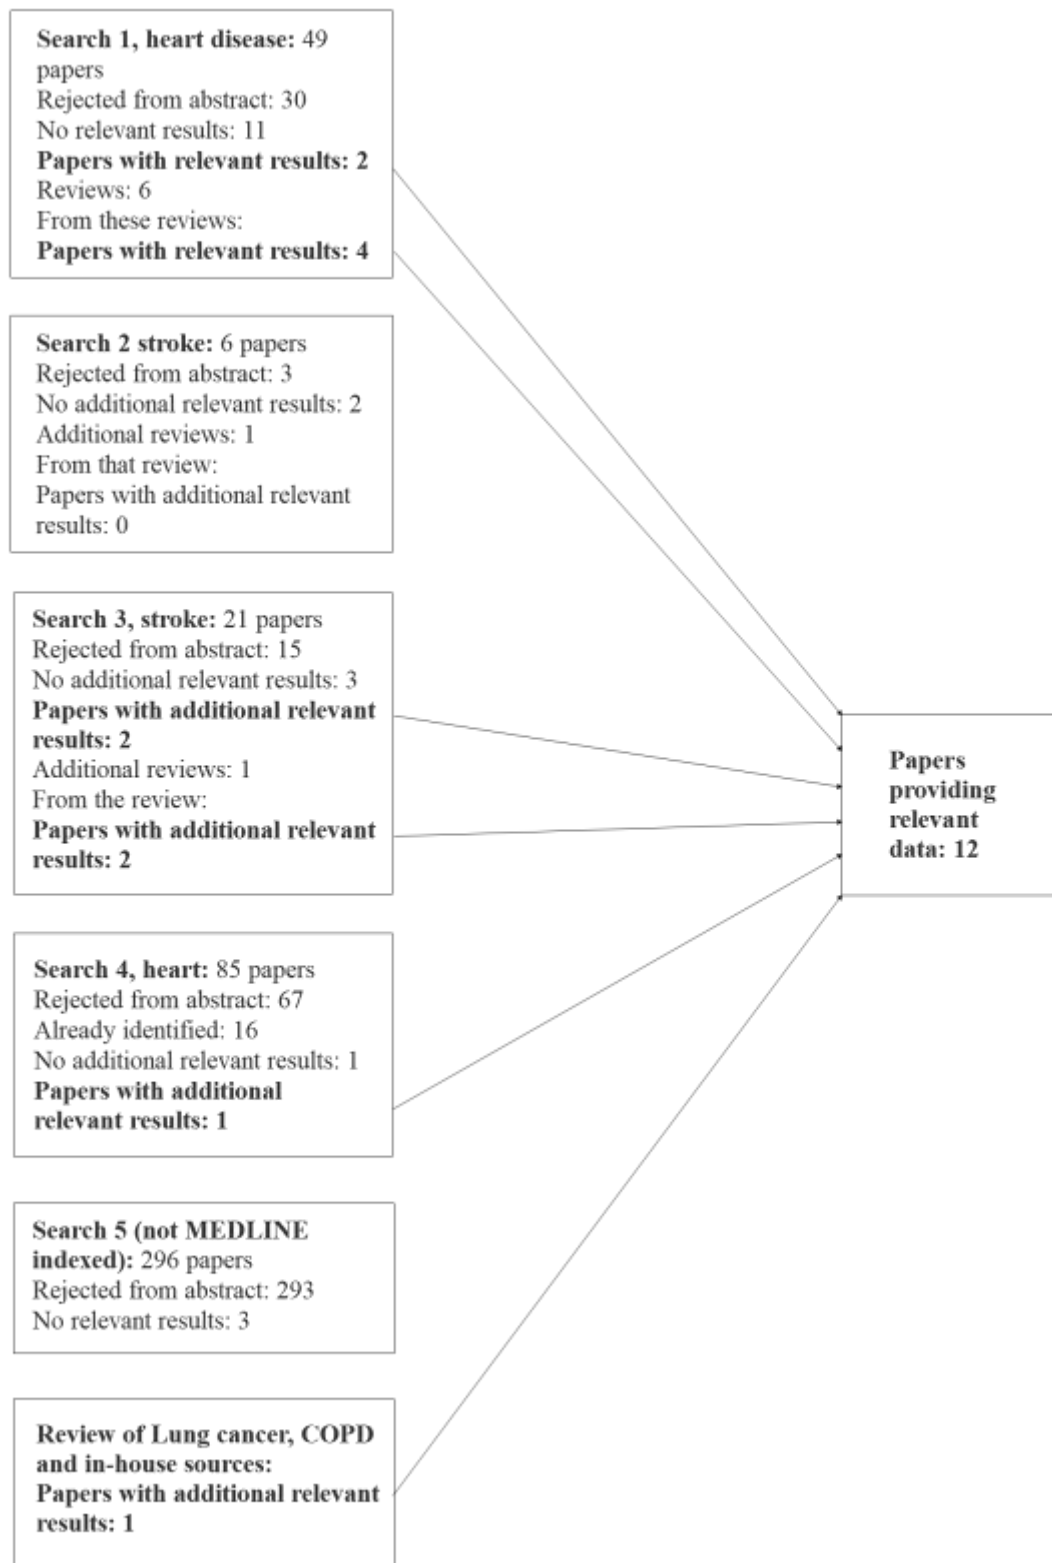 Search 1, heart disease: 49
papers
Rejected from abstract: 30
No relevant results: 11
Papers with relevant results: 2
Reviews: 6
From these reviews:
Papers with relevant results: 4
Search 2 stroke: 6 papers
Rejected from abstract: 3
No additional relevant results: 2
Additional reviews: 1
From that review:
Papers with additional relevant
results: 0
Search 3, stroke: 21 papers
Rejected from abstract: 15
No additional relevant results: 3
Papers with additional relevant
results: 2
Additional reviews: 1
From the review:
Papers with additional relevant
results: 2
Search 4, heart: 85 papers
Rejected from abstract: 67
Already identified: 16
No additional relevant results: 1
Papers with additional
relevant results: 1
Search 5 (not MEDLINE
indexed): 296 papers
Rejected from abstract: 293
No relevant results: 3
Review of Lung cancer, COPD
and in-house sources:
Papers with additional relevant
results: 1
Papers
providing
relevant
data: 12